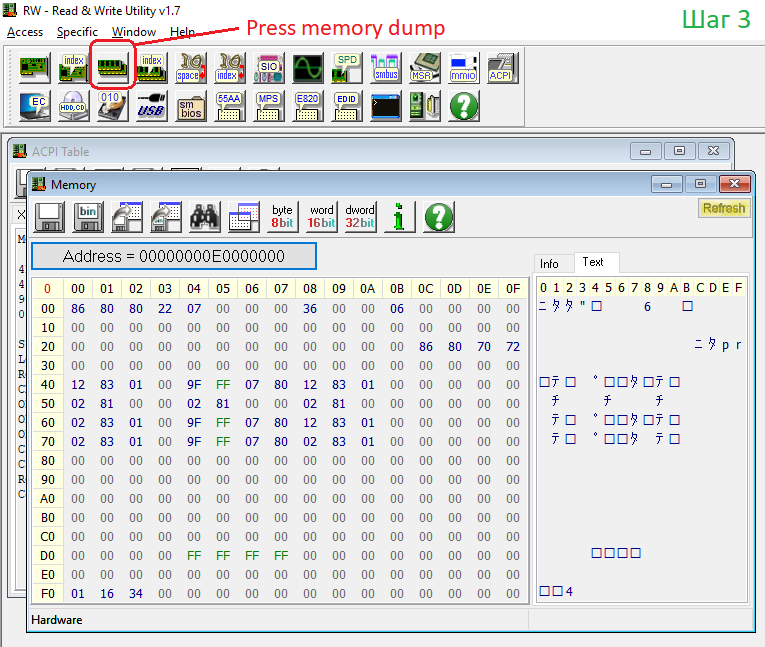 RW - Read & Write Utility v1.7
Шаг 3
Access Specific Window Help
Press memory dump
index index space index SIO SPD smbus MSR mmio ACPI
EC HDD,CD 010 USB sm bios 55AA MPS E820 EDID
ACPI Table
Memory
bin byte 8bit word 16bit dword 32bit
Refresh
Address = 00000000E0000000
Info Text
0 00 01 02 03 04 05 06 07 08 09 0A 0B 0C 0D 0E 0F
0 1 2 3 4 5 6 7 8 9 A B C D E F
00 86 80 80 22 07 00 00 00 36 00 00 06 00 00 00 00
ニタタ"□ 6 □
10 00 00 00 00 00 00 00 00 00 00 00 00 00 00 00 00
20 00 00 00 00 00 00 00 00 00 00 00 00 86 80 70 72
ニタpr
30 00 00 00 00 00 00 00 00 00 00 00 00 00 00 00 00
40 12 83 01 00 9F FF 07 80 12 83 01 00 00 00 00 00
□テ□ ゜□□タ□テ□
50 02 81 00 00 02 81 00 00 02 81 00 00 00 00 00 00
チ チ チ
60 02 83 01 00 9F FF 07 80 12 83 01 00 00 00 00 00
テ□ ゜□□タ□テ□
70 02 83 01 00 9F FF 07 80 02 83 01 00 00 00 00 00
テ□ ゜□□タ テ□
80 00 00 00 00 00 00 00 00 00 00 00 00 00 00 00 00
90 00 00 00 00 00 00 00 00 00 00 00 00 00 00 00 00
A0 00 00 00 00 00 00 00 00 00 00 00 00 00 00 00 00
B0 00 00 00 00 00 00 00 00 00 00 00 00 00 00 00 00
C0 00 00 00 00 00 00 00 00 00 00 00 00 00 00 00 00
D0 00 00 00 00 FF FF FF FF 00 00 00 00 00 00 00 00
□□□□
E0 00 00 00 00 00 00 00 00 00 00 00 00 00 00 00 00
F0 01 16 34 00 00 00 00 00 00 00 00 00 00 00 00 00
□□4
Hardware